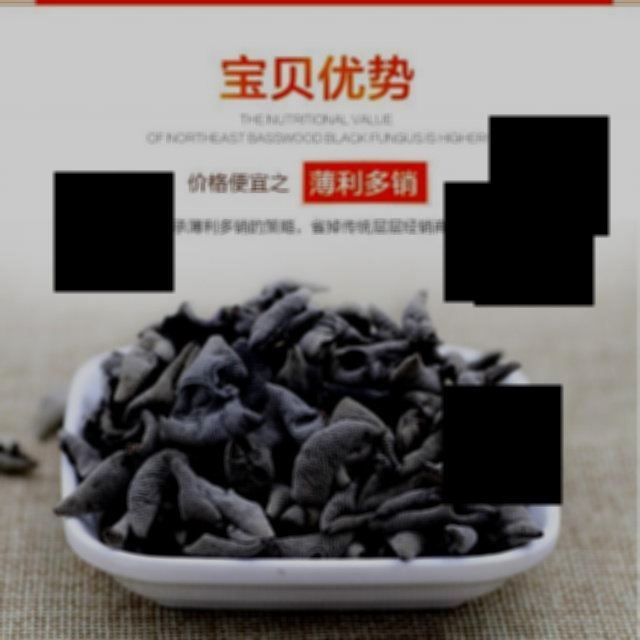 宝贝优势
THE NUTRITIONAL VALUE
OF NORTHEAST BASSWOOD BLACK FUNGUS IS HIGHER
价格便宜之 薄利多销
承薄利多销的策略，省掉传统层层经销商